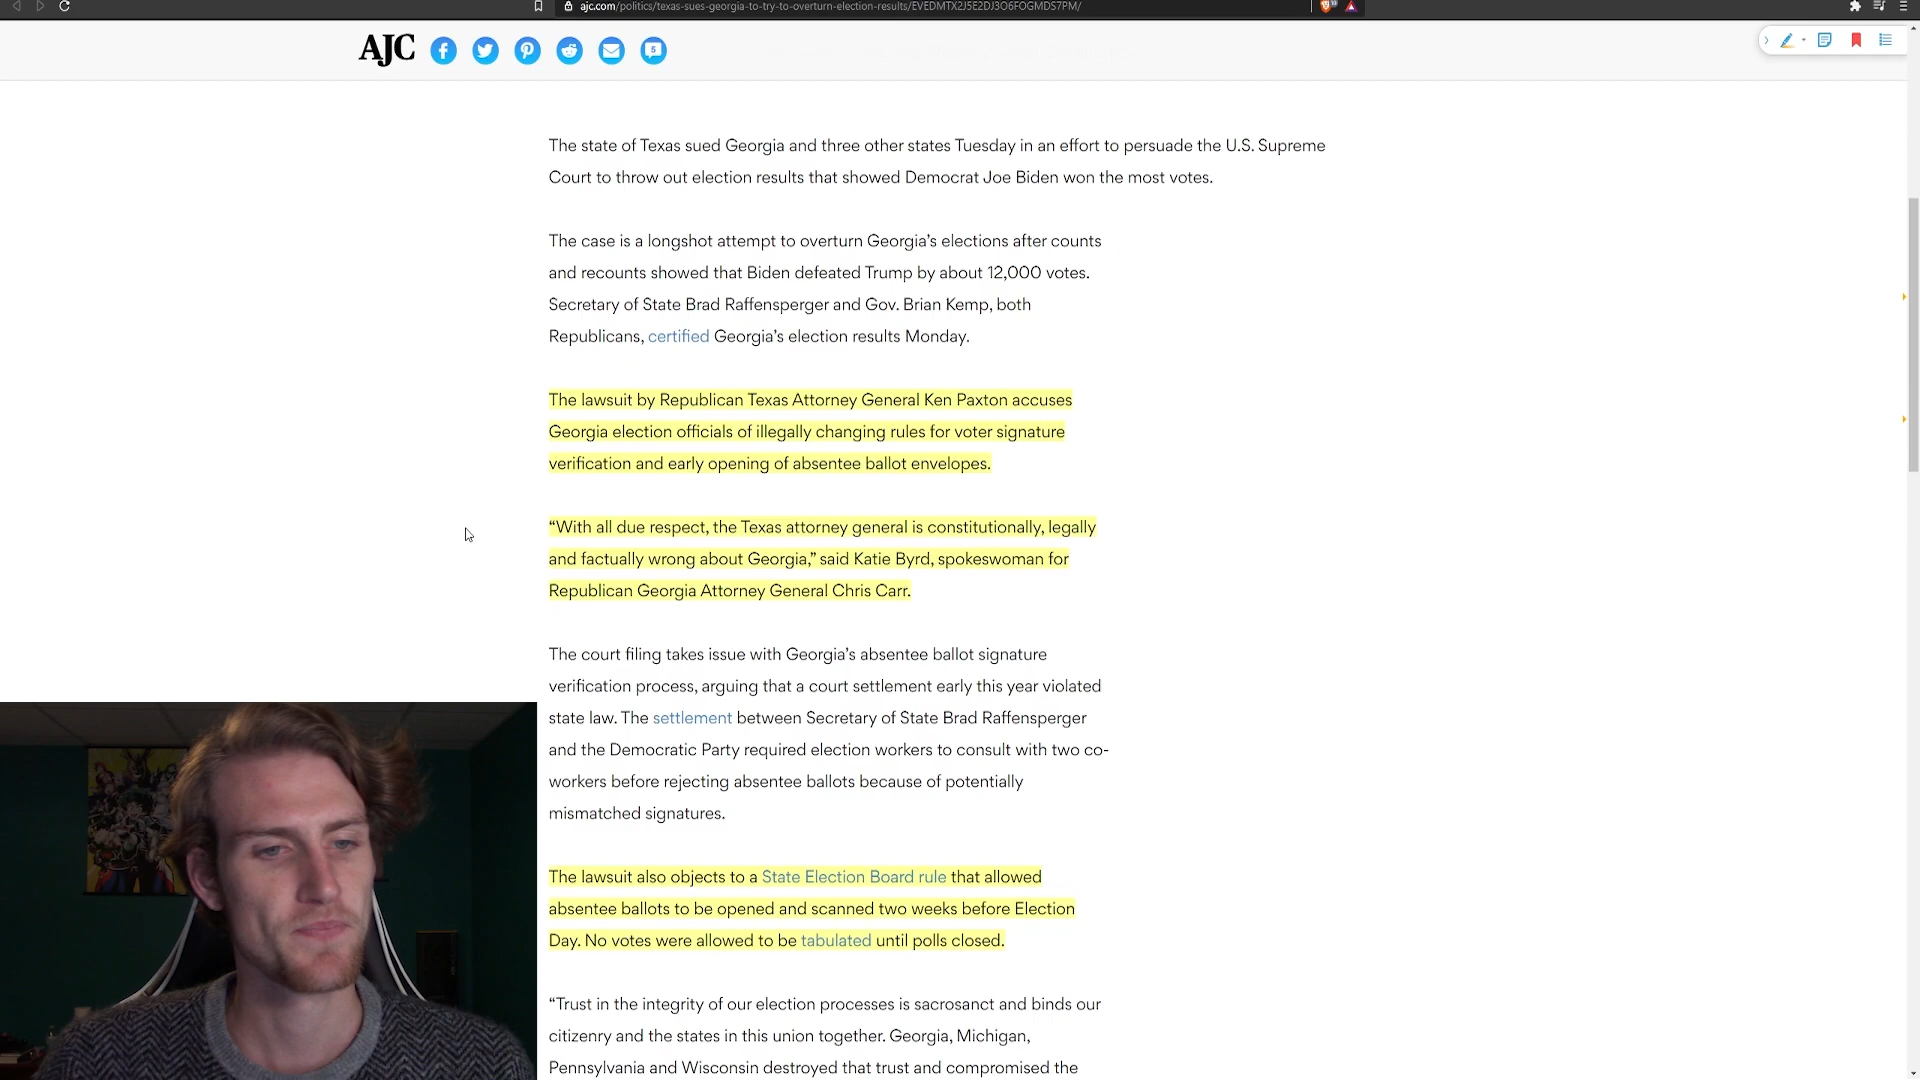 ajc.com/politics/texas-sues-georgia-to-try-to-overturn-election-results/EVEDMTX2J5E2DJ3O6FOGMDS7PM/
AJC
The state of Texas sued Georgia and three other states Tuesday in an effort to persuade the U.S. Supreme
Court to throw out election results that showed Democrat Joe Biden won the most votes.
The case is a longshot attempt to overturn Georgia’s elections after counts
and recounts showed that Biden defeated Trump by about 12,000 votes.
Secretary of State Brad Raffensperger and Gov. Brian Kemp, both
Republicans, certified Georgia’s election results Monday.
The lawsuit by Republican Texas Attorney General Ken Paxton accuses
Georgia election officials of illegally changing rules for voter signature
verification and early opening of absentee ballot envelopes.
“With all due respect, the Texas attorney general is constitutionally, legally
and factually wrong about Georgia,” said Katie Byrd, spokeswoman for
Republican Georgia Attorney General Chris Carr.
The court filing takes issue with Georgia’s absentee ballot signature
verification process, arguing that a court settlement early this year violated
state law. The settlement between Secretary of State Brad Raffensperger
and the Democratic Party required election workers to consult with two co-
workers before rejecting absentee ballots because of potentially
mismatched signatures.
The lawsuit also objects to a State Election Board rule that allowed
absentee ballots to be opened and scanned two weeks before Election
Day. No votes were allowed to be tabulated until polls closed.
“Trust in the integrity of our election processes is sacrosanct and binds our
citizenry and the states in this union together. Georgia, Michigan,
Pennsylvania and Wisconsin destroyed that trust and compromised the